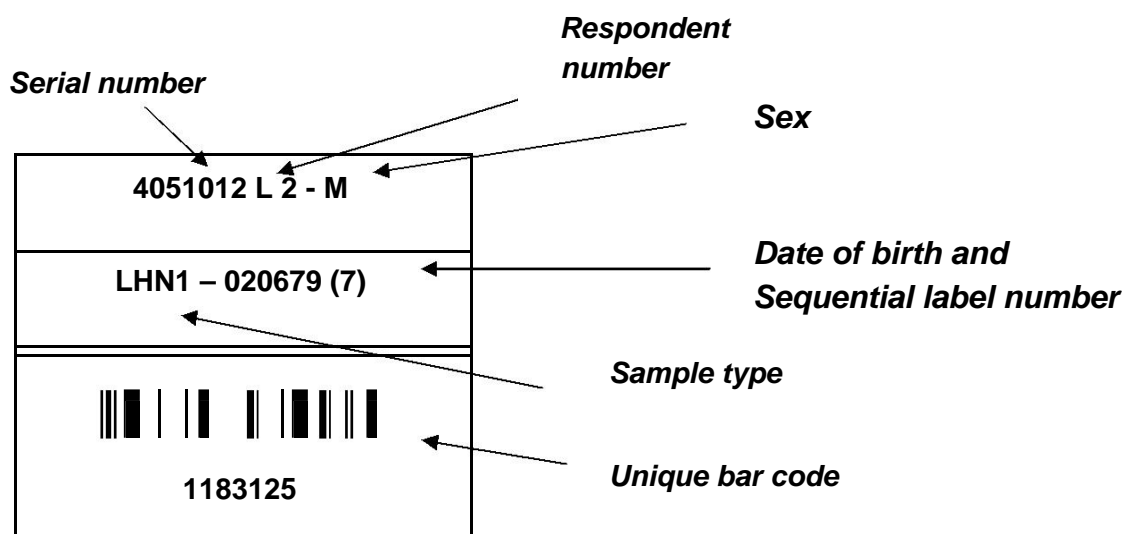 Respondent
number
Serial number
Sex
4051012 L 2 - M
Date of birth and
Sequential label number
LHN1 – 020679 (7)
Sample type
Unique bar code
1183125